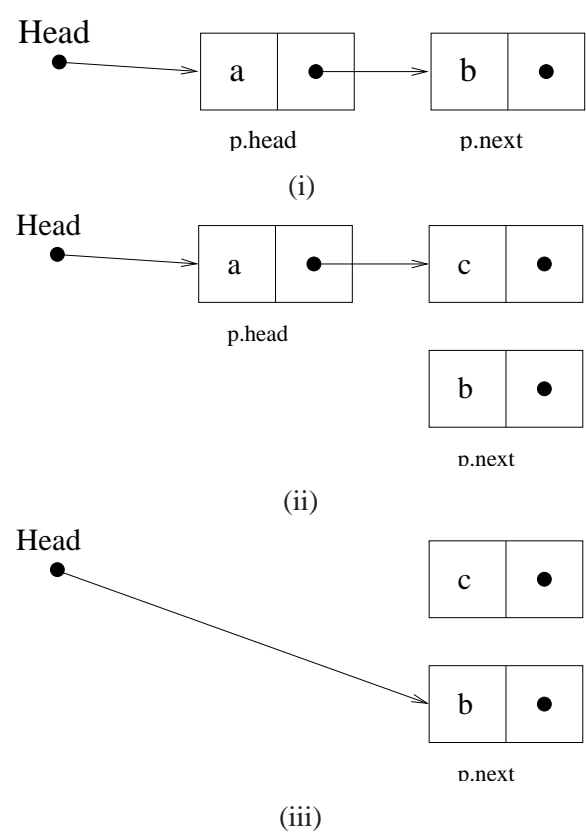 Head
a
b
p.head
p.next
(i)
Head
a
c
p.head
b
p.next
(ii)
Head
c
b
p.next
(iii)